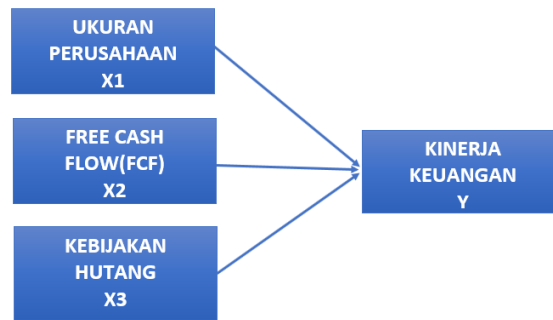 UKURAN
PERUSAHAAN
X1
FREE CASH
FLOW(FCF)
X2
KEBIJAKAN
HUTANG
X3
KINERJA
KEUANGAN
Y